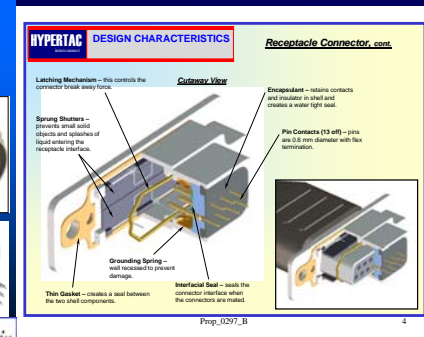 HYPERTAC
DESIGN CHARACTERISTICS
Receptacle Connector, cont.
Latching Mechanism – this controls the
connector break away force.
Cutaway View
Encapsulant – retains contacts
and insulator in shell and
creates a water tight seal.
Sprung Shutters –
prevents small solid
objects and splashes of
liquid entering the
receptacle interface.
Pin Contacts (13 off) – pins
are 0.6 mm diameter with flex
termination.
Grounding Spring –
well recessed to prevent
damage.
Interfacial Seal – seals the
connector interface when
the connectors are mated.
Thin Gasket – creates a seal between
the two shell components.
Prop_0297_B
4